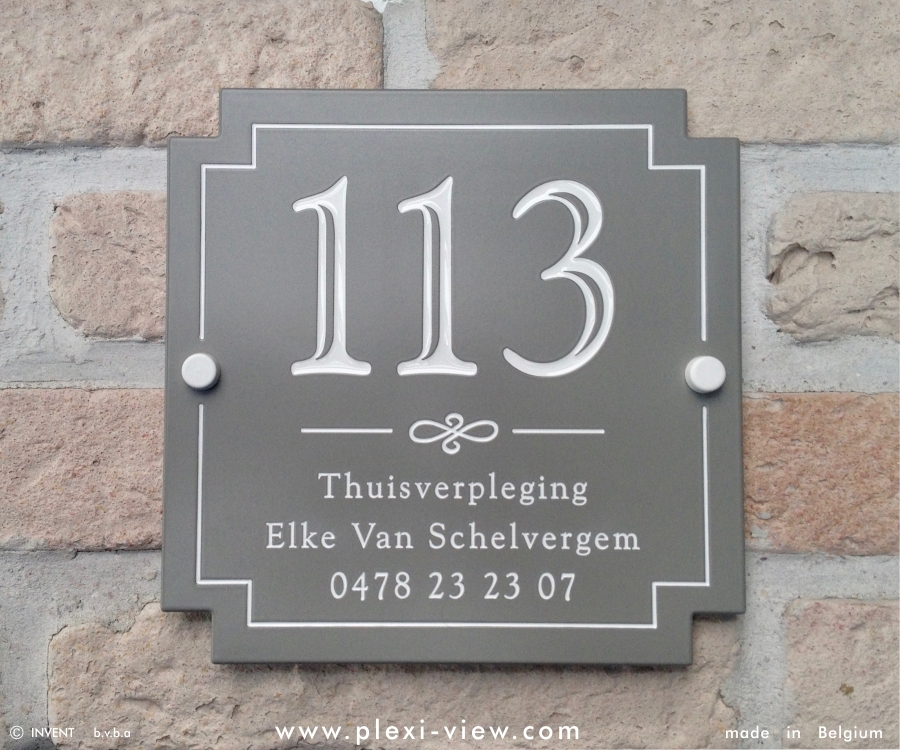 113
Thuisverpleging
Elke Van Schelvergem
0478 23 23 07
© INVENT b.v.b.a www.plexi-view.com made in Belgium